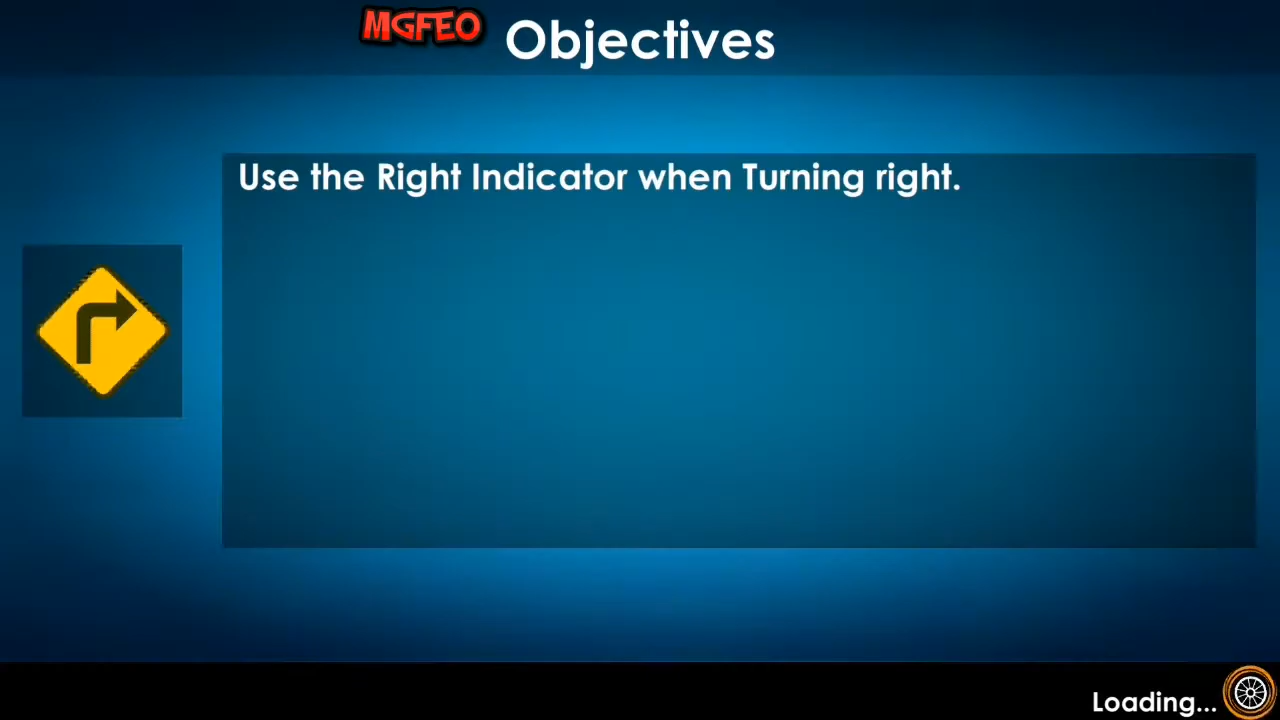 MGFEO
Objectives
Use the Right Indicator when Turning right.
Loading...